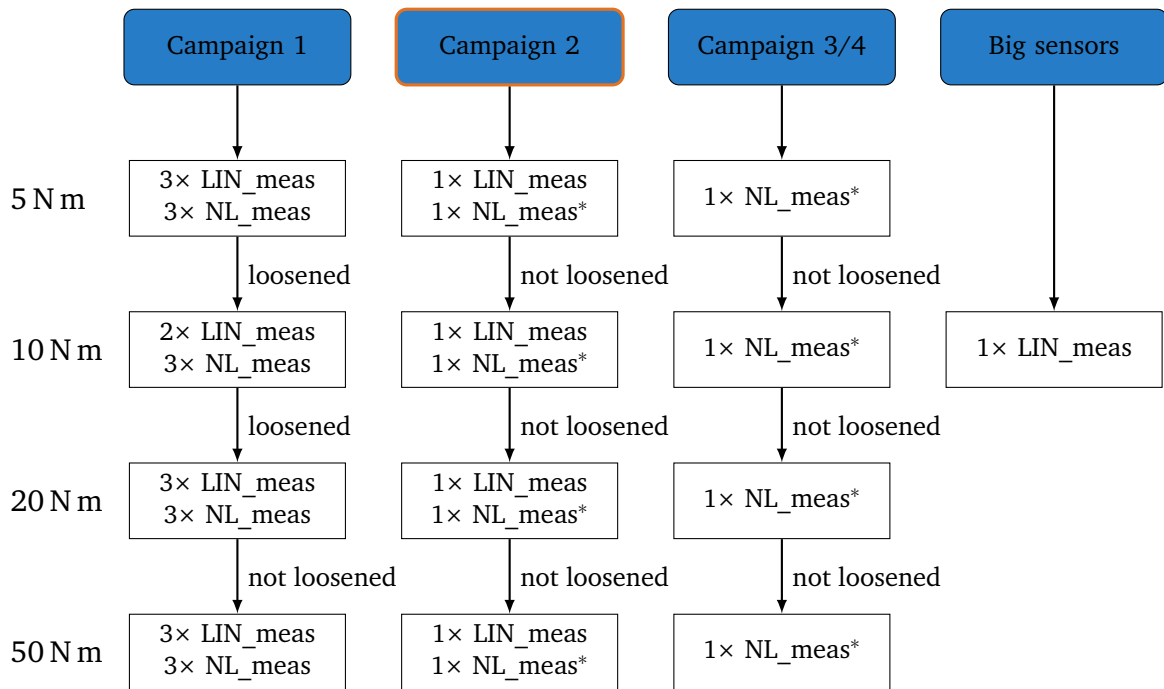 Campaign 1
Campaign 2
Campaign 3/4
Big sensors
5 N m
3× LIN_meas
3× NL_meas
1× LIN_meas
1× NL_meas*
1× NL_meas*
loosened
not loosened
not loosened
10 N m
2× LIN_meas
3× NL_meas
1× LIN_meas
1× NL_meas*
1× NL_meas*
1× LIN_meas
loosened
not loosened
not loosened
20 N m
3× LIN_meas
3× NL_meas
1× LIN_meas
1× NL_meas*
1× NL_meas*
not loosened
not loosened
not loosened
50 N m
3× LIN_meas
3× NL_meas
1× LIN_meas
1× NL_meas*
1× NL_meas*